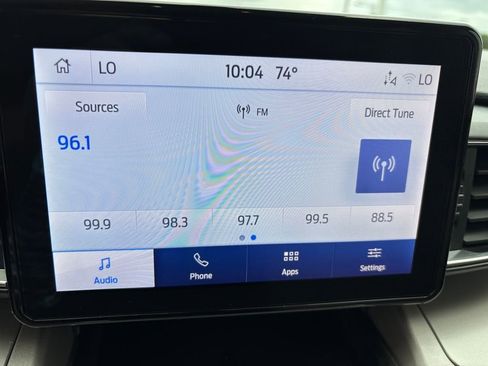 LO 10:04 74° LO
Sources FM Direct Tune
96.1
99.9 98.3 97.7 99.5 88.5
Audio Phone Apps Settings